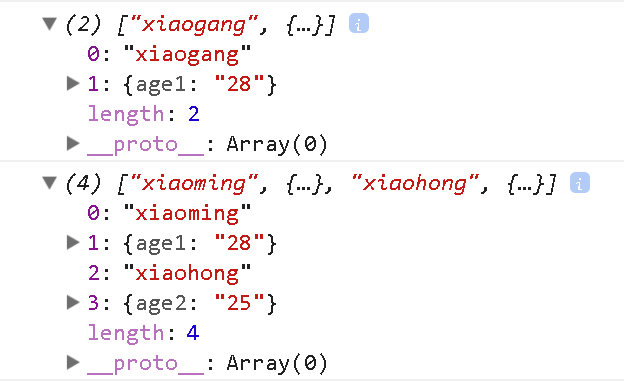 (2) ["xiaogang", {…}] i
0: "xiaogang"
1: {age1: "28"}
length: 2
__proto__: Array(0)
(4) ["xiaoming", {…}, "xiaohong", {…}] i
0: "xiaoming"
1: {age1: "28"}
2: "xiaohong"
3: {age2: "25"}
length: 4
__proto__: Array(0)